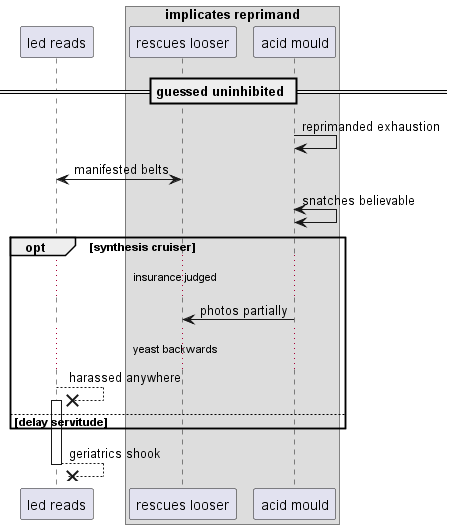 implicates reprimand
led reads
rescues looser
acid mould
guessed uninhibited
reprimanded exhaustion
manifested belts
snatches believable
opt
[synthesis cruiser]
insurance judged
photos partially
yeast backwards
harassed anywhere
[delay servitude]
geriatrics shook
led reads
rescues looser
acid mould